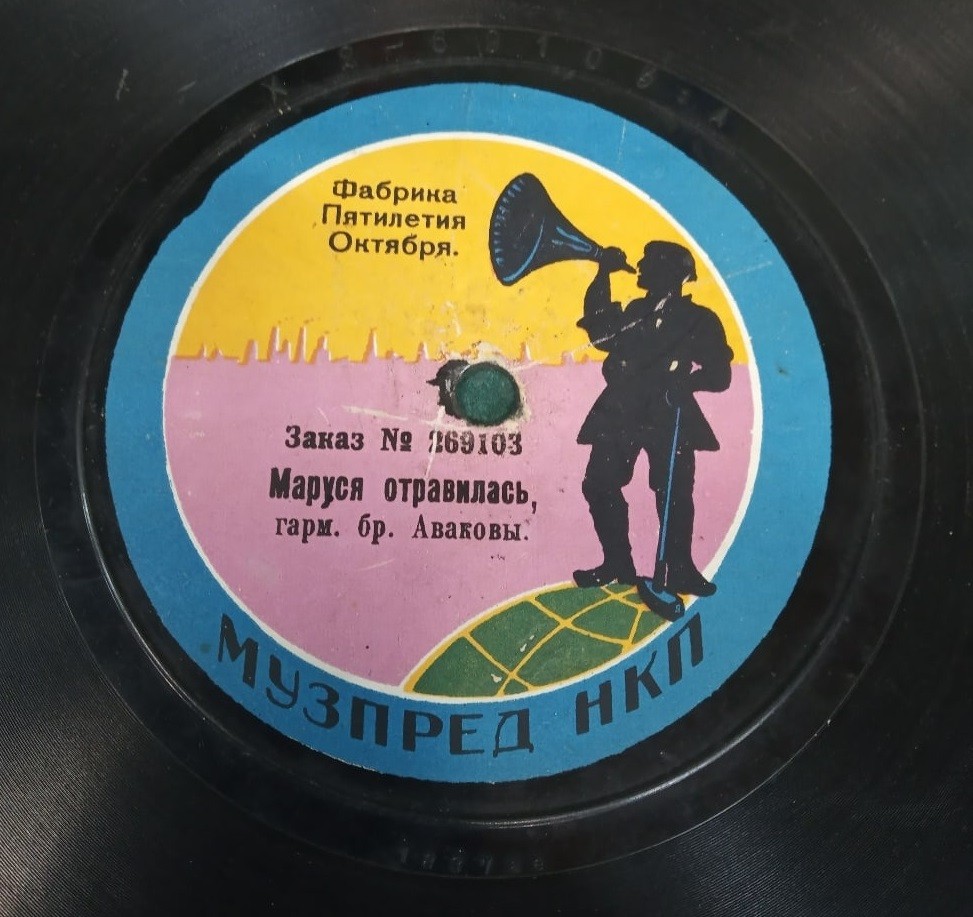 Фабрика
Пятилетия
Октября.
Заказ № 269103
Маруся отравилась,
гарм. бр. Аваковы.
МУЗПРЕД НКП